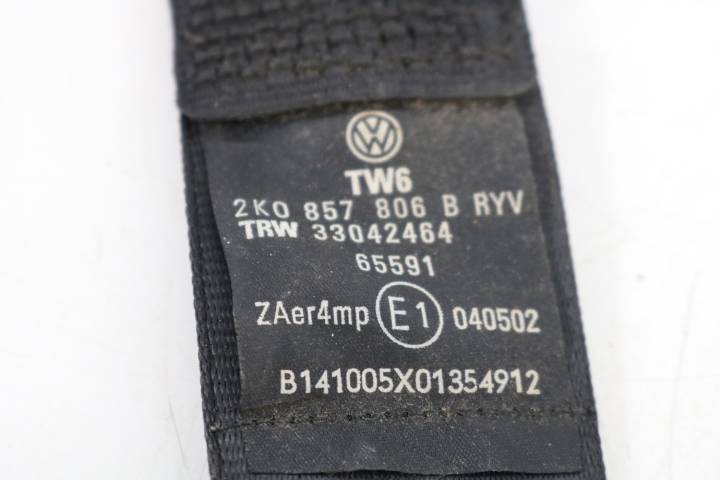 TW6
2K0 857 806 B RYV
TRW 33042464
65591
ZAer4mp E1 040502
B141005X01354912